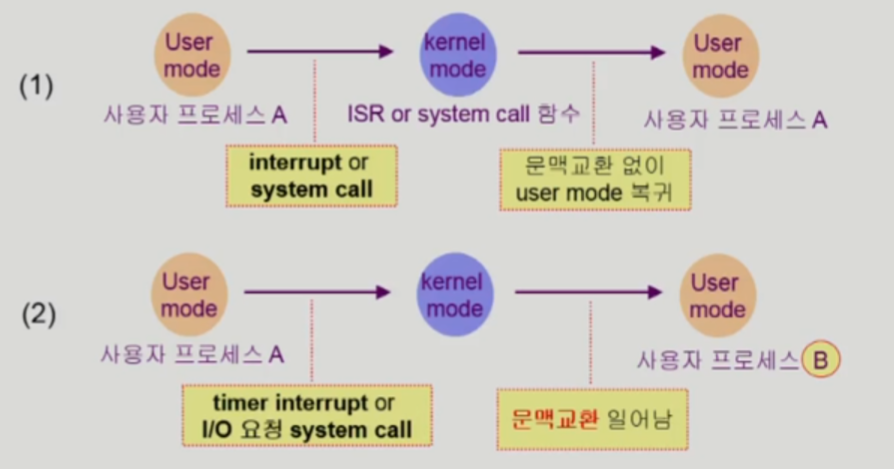 (1)
User
mode
사용자 프로세스 A
interrupt or
system call
kernel
mode
ISR or system call 함수
문맥교환 없이
user mode 복귀
User
mode
사용자 프로세스 A
(2)
User
mode
사용자 프로세스 A
timer interrupt or
I/O 요청 system call
kernel
mode
문맥교환 일어남
User
mode
사용자 프로세스 B